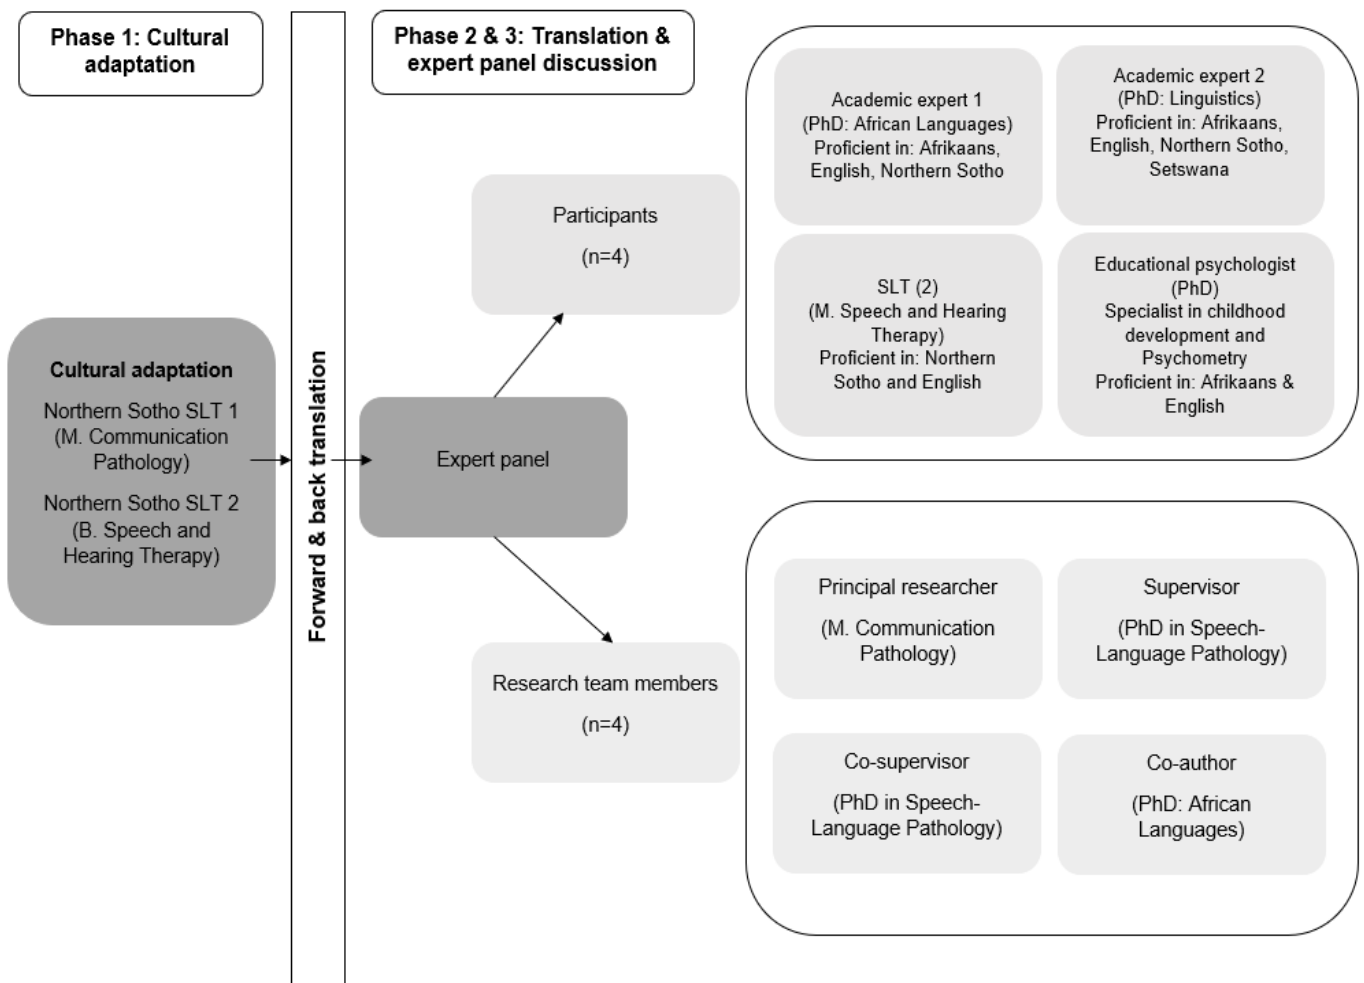 Phase 1: Cultural
adaptation
Phase 2 & 3: Translation &
expert panel discussion
Cultural adaptation
Northern Sotho SLT 1
(M. Communication
Pathology)
Northern Sotho SLT 2
(B. Speech and
Hearing Therapy)
Forward & back translation
Expert panel
Participants
(n=4)
Academic expert 1
(PhD: African Languages)
Proficient in: Afrikaans,
English, Northern Sotho
Academic expert 2
(PhD: Linguistics)
Proficient in: Afrikaans,
English, Northern Sotho,
Setswana
SLT (2)
(M. Speech and Hearing
Therapy)
Proficient in: Northern
Sotho and English
Educational psychologist
(PhD)
Specialist in childhood
development and
Psychometry
Proficient in: Afrikaans &
English
Research team members
(n=4)
Principal researcher
(M. Communication
Pathology)
Supervisor
(PhD in Speech-
Language Pathology)
Co-supervisor
(PhD in Speech-
Language Pathology)
Co-author
(PhD: African
Languages)